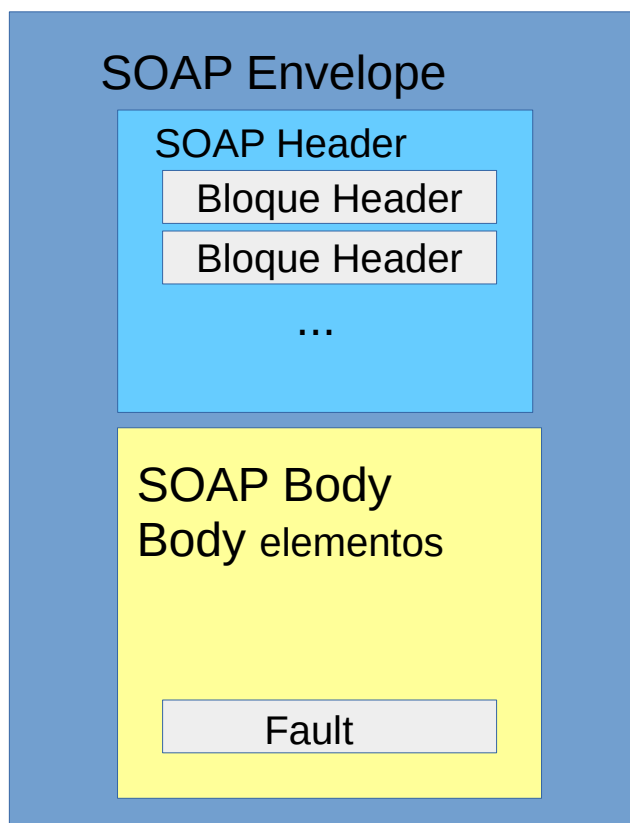 SOAP Envelope
SOAP Header
Bloque Header
Bloque Header
...
SOAP Body
Body elementos
Fault